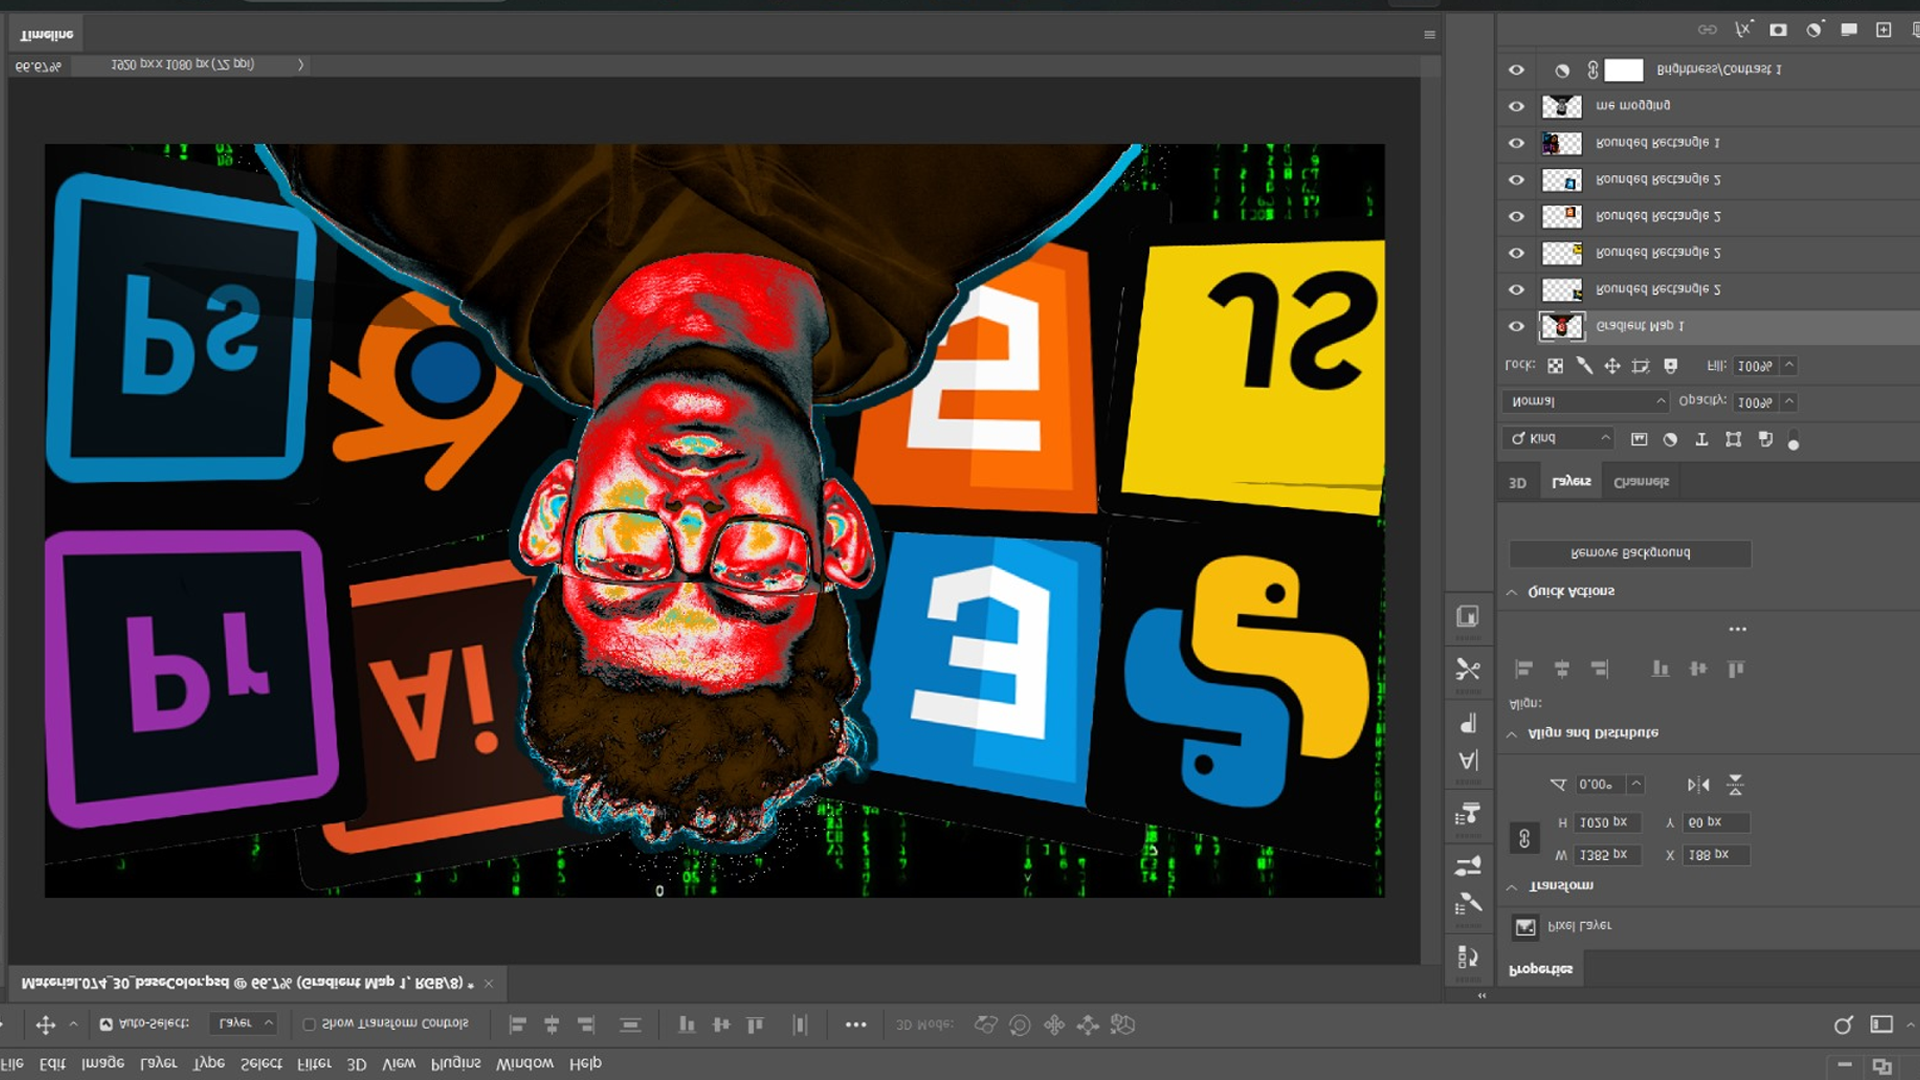 File Edit Image Layer Type Select Filter 3D View Plugins Window Help
Auto-Select: Layer Show Transform Controls 3D Mode:
Material.074_30_baseColor.psd @ 66.7% (Gradient Map 1, RGB/8) *
Pr Ai 3
Ps 5 JS
66.67% 1920 px x 1080 px (72 ppi)
Timeline
Properties
Pixel Layer
Transform
W 1385 px X 188 px
H 1020 px Y 60 px
0.00°
Align and Distribute
Align:
Quick Actions
Remove Background
3D Layers Channels
Kind
Normal Opacity: 100%
Lock: Fill: 100%
Gradient Map 1
Rounded Rectangle 2
Rounded Rectangle 2
Rounded Rectangle 2
Rounded Rectangle 2
Rounded Rectangle 1
me mogging
Brightness/Contrast 1
fx